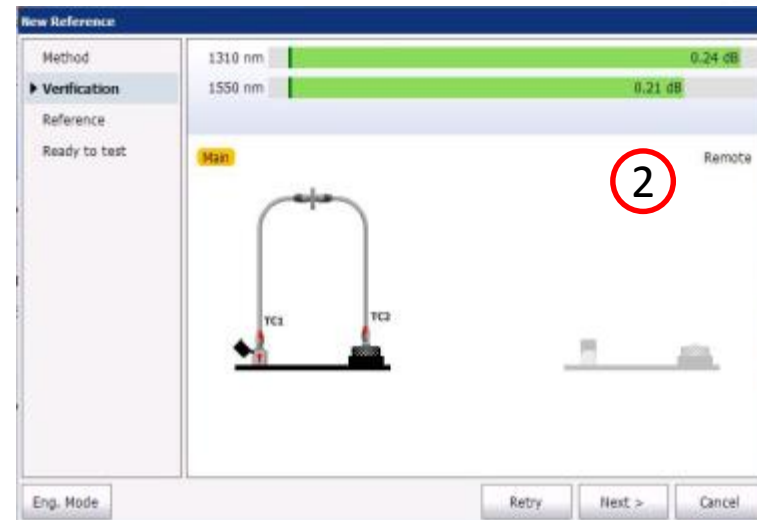 New Reference
Method
Verification
Reference
Ready to test
1310 nm 0.24 dB
1550 nm 0.21 dB
Main
Remote
2
TC1
TC2
Eng. Mode
Retry
Next >
Cancel